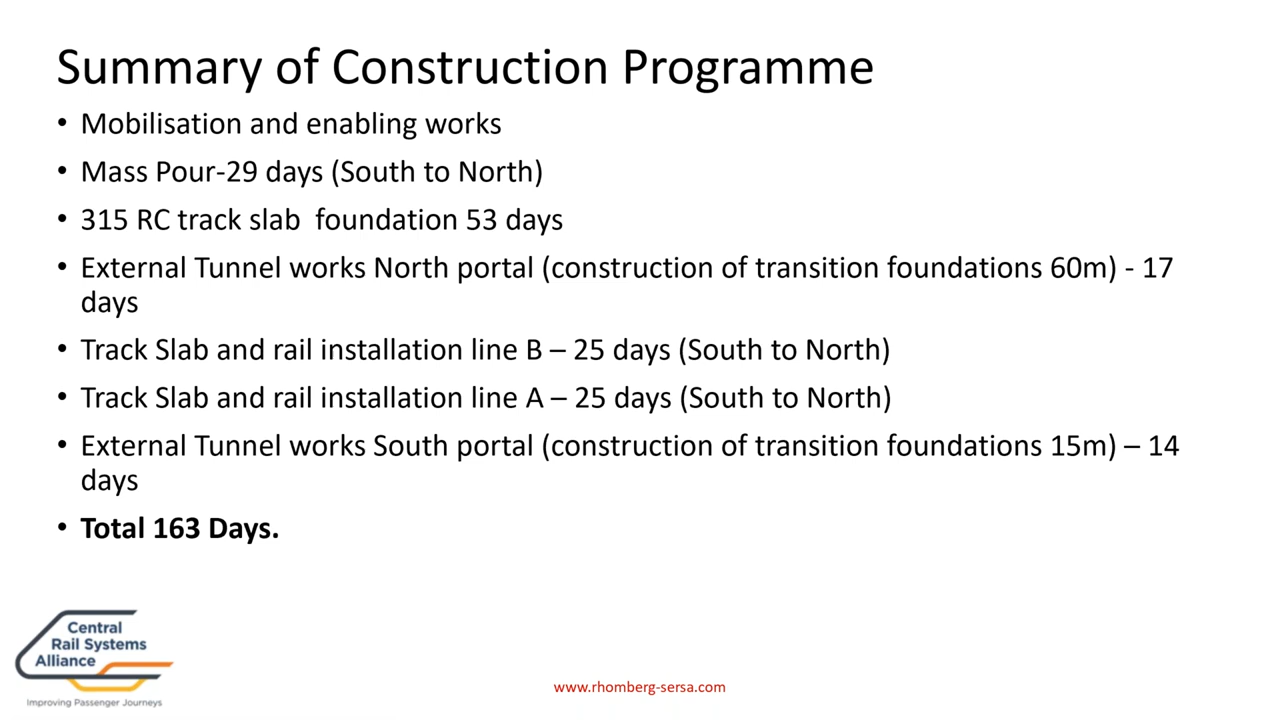 Summary of Construction Programme
• Mobilisation and enabling works
• Mass Pour-29 days (South to North)
• 315 RC track slab  foundation 53 days
• External Tunnel works North portal (construction of transition foundations 60m) - 17
days
• Track Slab and rail installation line B – 25 days (South to North)
• Track Slab and rail installation line A – 25 days (South to North)
• External Tunnel works South portal (construction of transition foundations 15m) – 14
days
• Total 163 Days.
Central
Rail Systems
Alliance
Improving Passenger Journeys
www.rhomberg-sersa.com